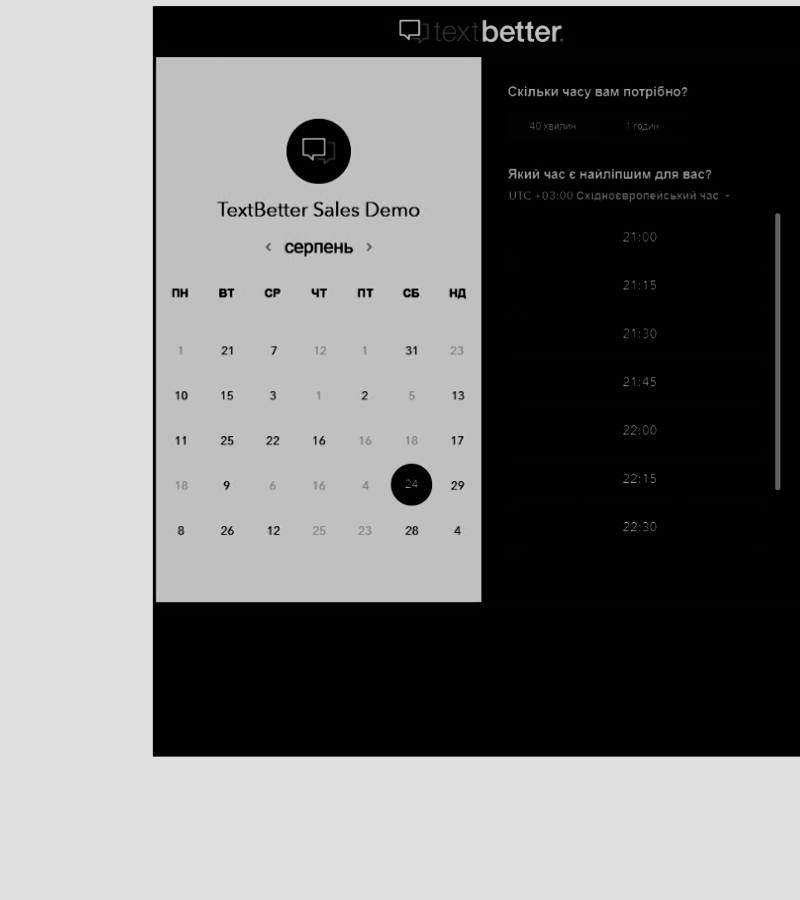 textbetter.
TextBetter Sales Demo
‹ серпень ›
ПН ВТ СР ЧТ ПТ СБ НД
1 21 7 12 1 31 23
10 15 3 1 2 5 13
11 25 22 16 16 18 17
18 9 6 16 4 24 29
8 26 12 25 23 28 4
Скільки часу вам потрібно?
40 хвилин 1 годин
Який час є найліпшим для вас?
UTC +03:00 Східноєвропейський час
21:00
21:15
21:30
21:45
22:00
22:15
22:30